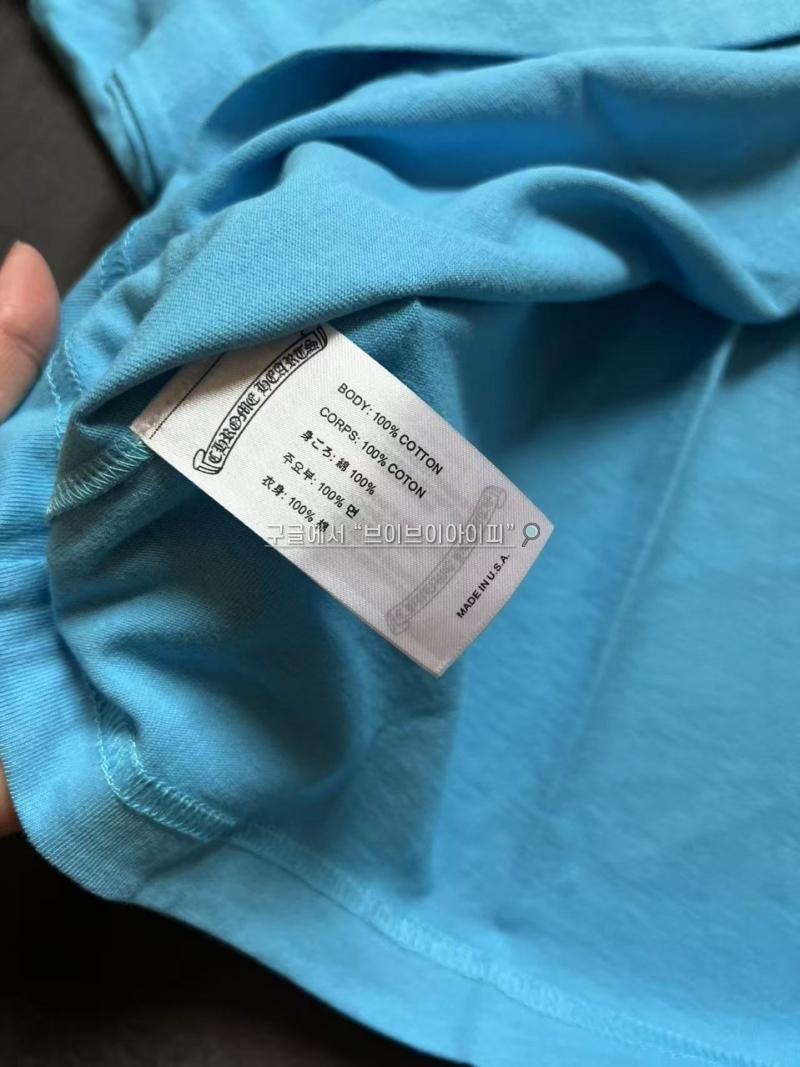 CHROME HEARTS
BODY: 100% COTTON
CORPS: 100% COTON
身ごろ: 綿 100%
주요부: 100% 면
衣身: 100% 棉
구글에서 “브이브이아이피”
MADE IN U.S.A.